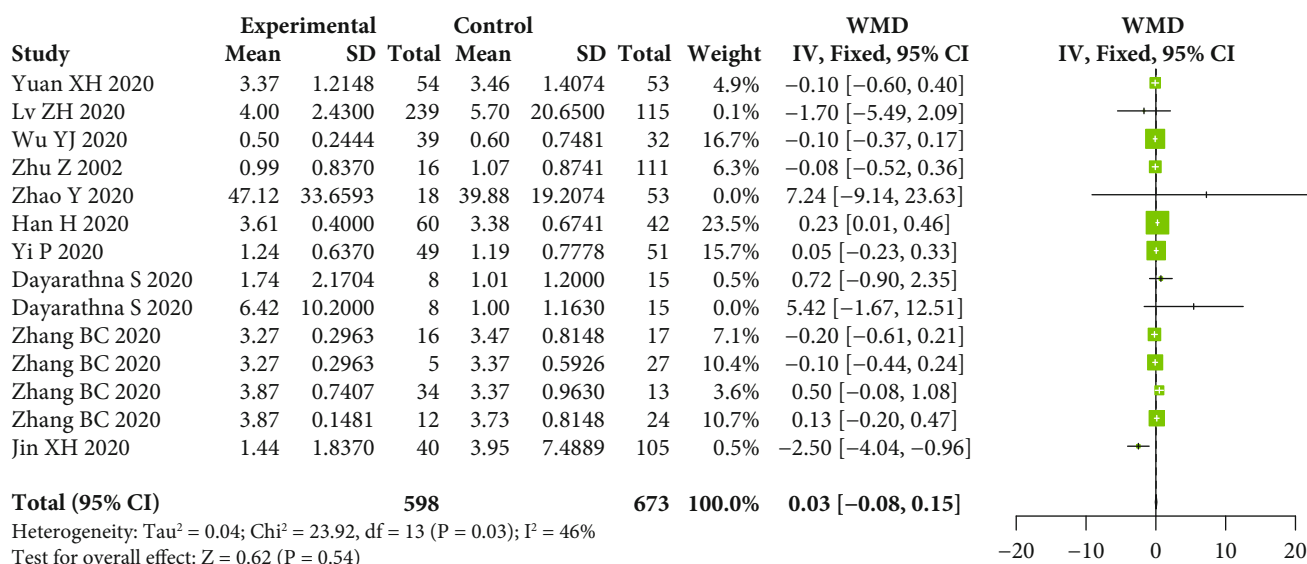 Experimental Control WMD WMD
Study Mean SD Total Mean SD Total Weight IV, Fixed, 95% CI IV, Fixed, 95% CI
Yuan XH 2020 3.37 1.2148 54 3.46 1.4074 53 4.9% −0.10 [−0.60, 0.40]
Lv ZH 2020 4.00 2.4300 239 5.70 20.6500 115 0.1% −1.70 [−5.49, 2.09]
Wu YJ 2020 0.50 0.2444 39 0.60 0.7481 32 16.7% −0.10 [−0.37, 0.17]
Zhu Z 2002 0.99 0.8370 16 1.07 0.8741 111 6.3% −0.08 [−0.52, 0.36]
Zhao Y 2020 47.12 33.6593 18 39.88 19.2074 53 0.0% 7.24 [−9.14, 23.63]
Han H 2020 3.61 0.4000 60 3.38 0.6741 42 23.5% 0.23 [0.01, 0.46]
Yi P 2020 1.24 0.6370 49 1.19 0.7778 51 15.7% 0.05 [−0.23, 0.33]
Dayarathna S 2020 1.74 2.1704 8 1.01 1.2000 15 0.5% 0.72 [−0.90, 2.35]
Dayarathna S 2020 6.42 10.2000 8 1.00 1.1630 15 0.0% 5.42 [−1.67, 12.51]
Zhang BC 2020 3.27 0.2963 16 3.47 0.8148 17 7.1% −0.20 [−0.61, 0.21]
Zhang BC 2020 3.27 0.2963 5 3.37 0.5926 27 10.4% −0.10 [−0.44, 0.24]
Zhang BC 2020 3.87 0.7407 34 3.37 0.9630 13 3.6% 0.50 [−0.08, 1.08]
Zhang BC 2020 3.87 0.1481 12 3.73 0.8148 24 10.7% 0.13 [−0.20, 0.47]
Jin XH 2020 1.44 1.8370 40 3.95 7.4889 105 0.5% −2.50 [−4.04, −0.96]
Total (95% CI) 598 673 100.0% 0.03 [−0.08, 0.15]
Heterogeneity: Tau² = 0.04; Chi² = 23.92, df = 13 (P = 0.03); I² = 46%
Test for overall effect: Z = 0.62 (P = 0.54)
−20 −10 0 10 20